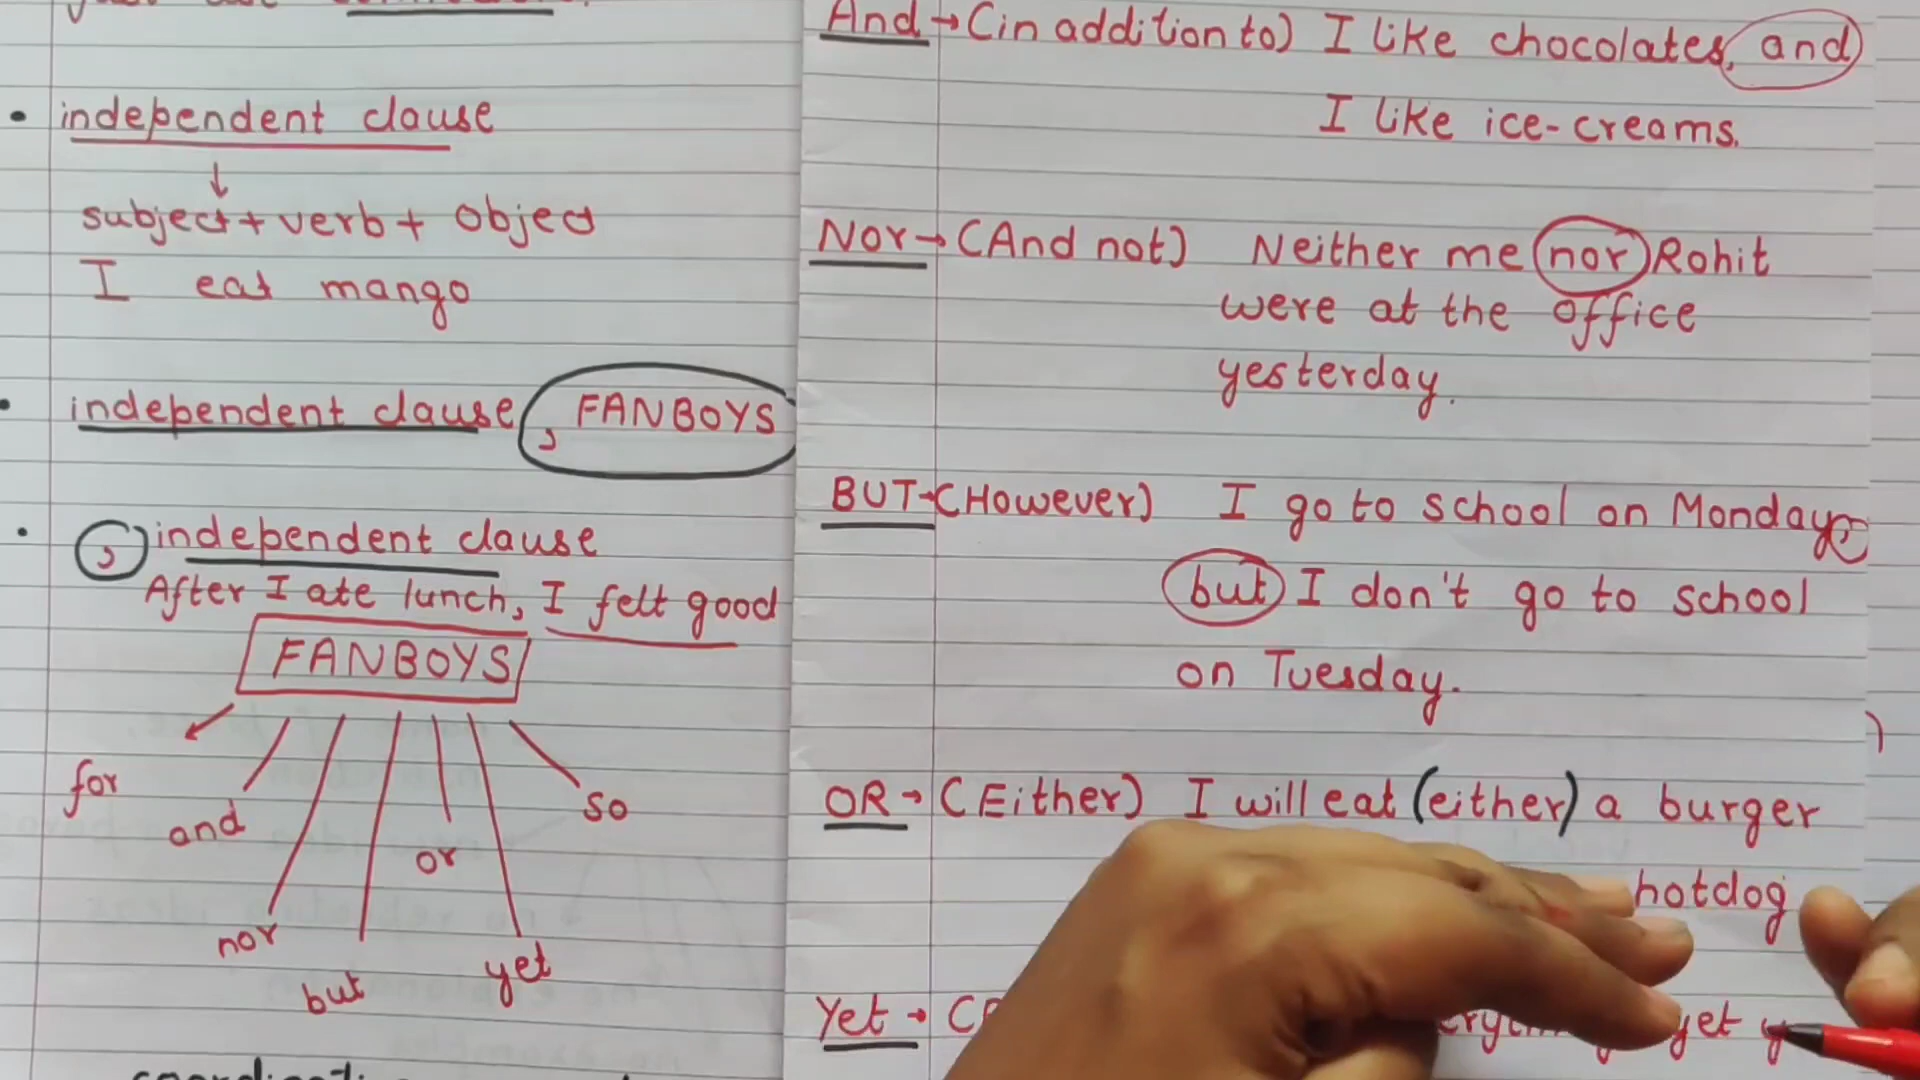 independent clause
↓
subject + verb + object
I eat mango
independent clause, FANBOYS
, independent clause
After I ate lunch, I felt good
FANBOYS
for
and
nor
but
or
yet
so
And → (in addition to) I like chocolates, and
I like ice-creams.
Nor → (And not) Neither me nor Rohit
were at the office
yesterday.
BUT → (However) I go to school on Monday,
but I don't go to school
on Tuesday.
OR → (Either) I will eat (either) a burger
hotdog
Yet → yet